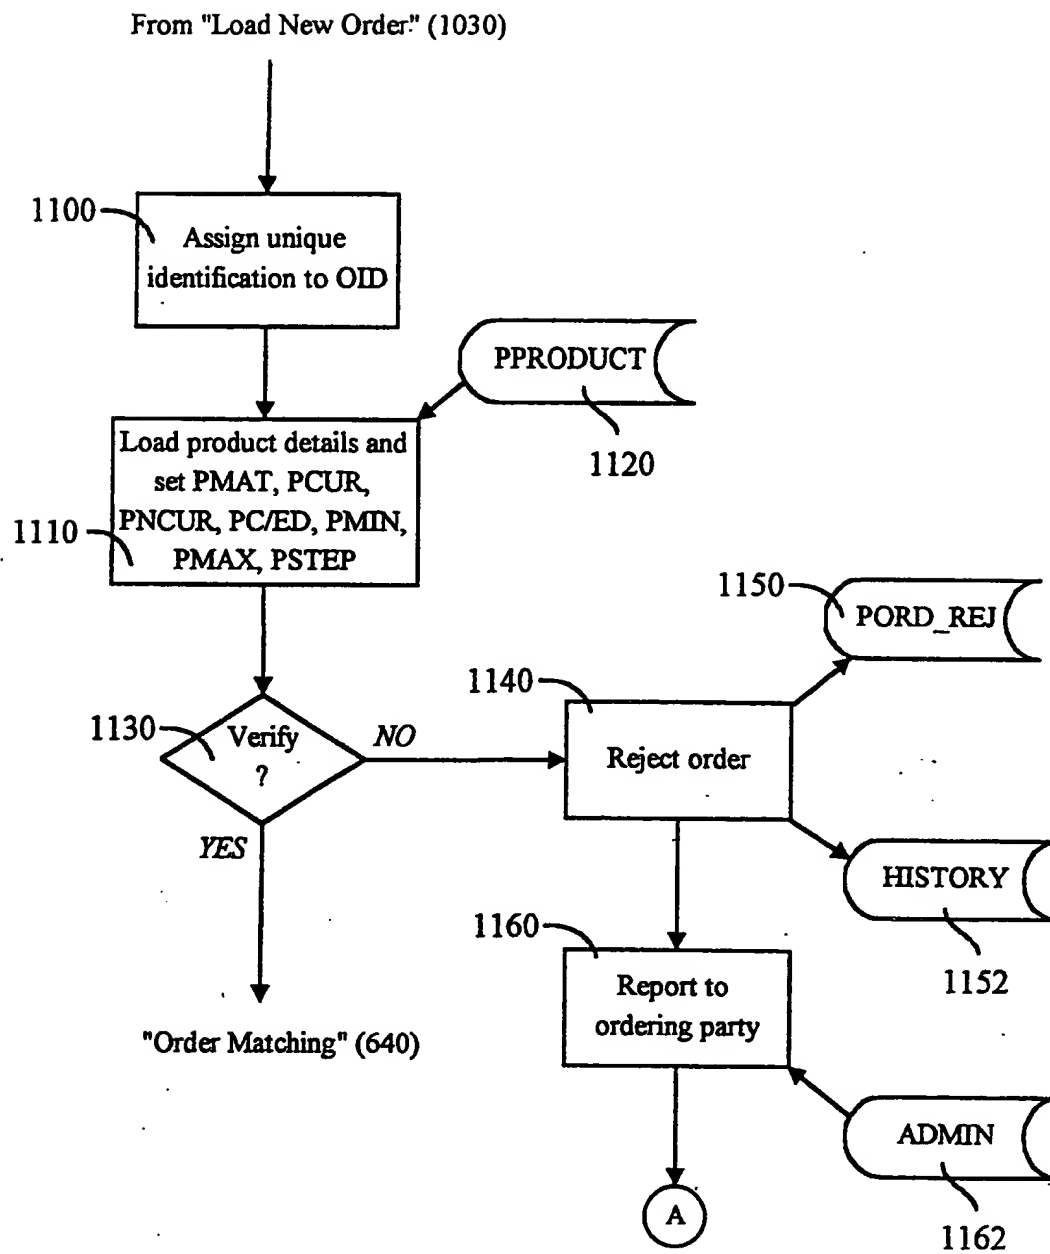 From "Load New Order." (1030)
1100
Assign unique
identification to OID
PPRODUCT
1120
Load product details and
set PMAT, PCUR,
PNCUR, PC/ED, PMIN,
PMAX, PSTEP
1110
1150
PORD_REJ
1140
1130
Verify
?
NO
Reject order
YES
HISTORY
1152
1160
Report to
ordering party
"Order Matching" (640)
ADMIN
1162
A